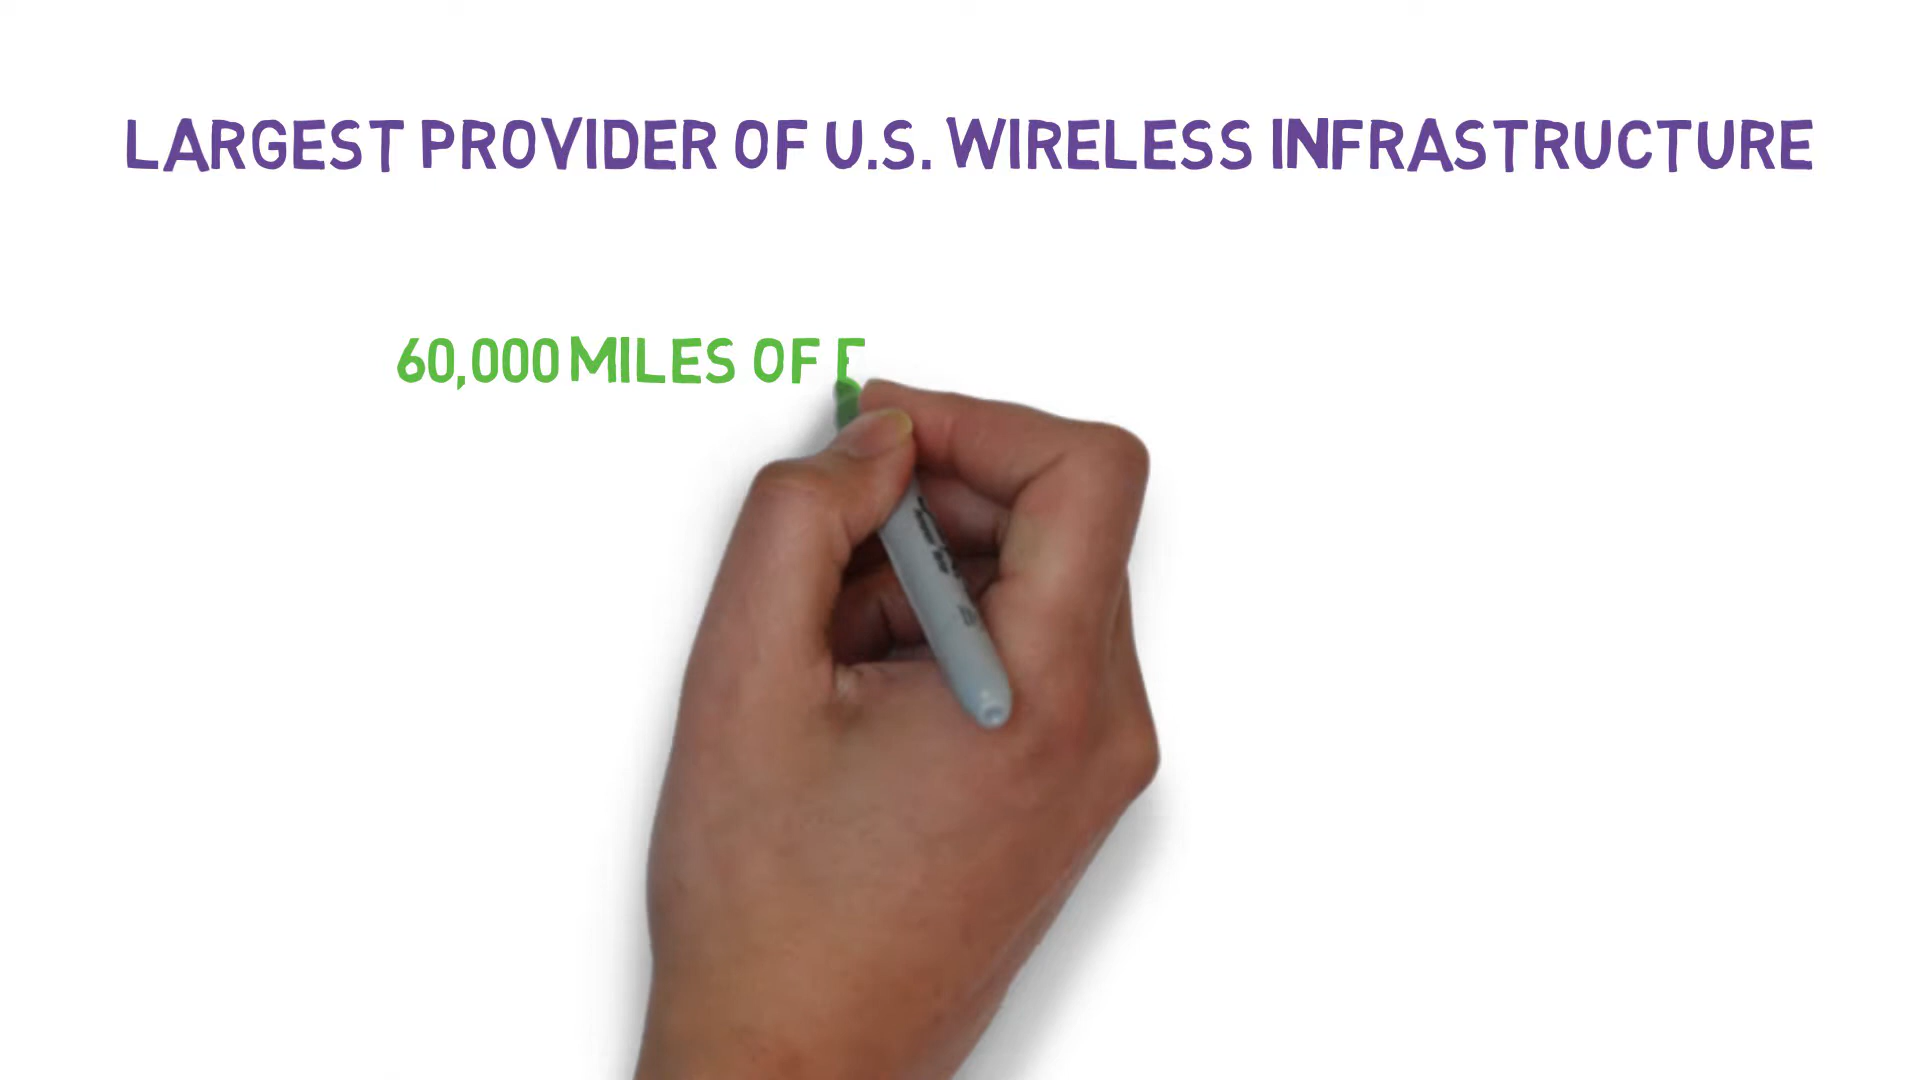 LARGEST PROVIDER OF U.S. WIRELESS INFRASTRUCTURE
60,000 MILES OF F